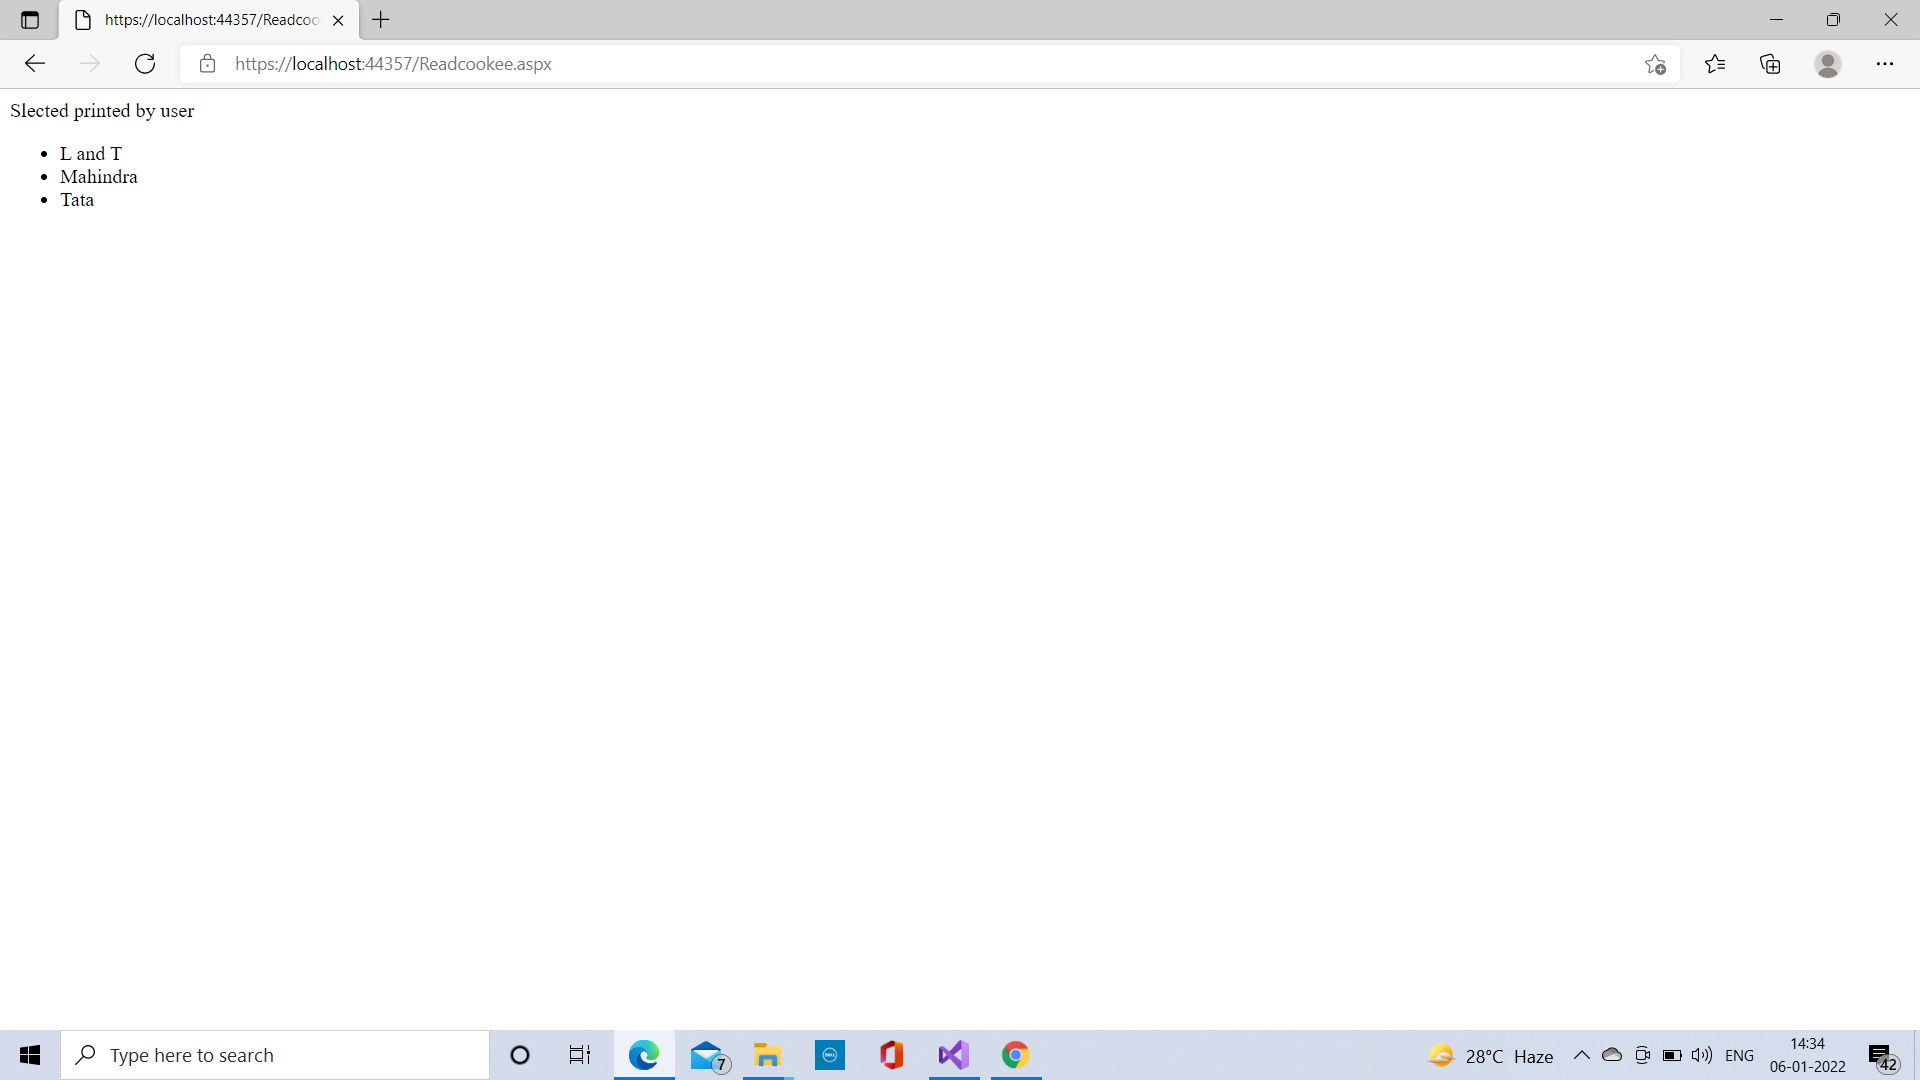 https://localhost:44357/Readcoo
https://localhost:44357/Readcookee.aspx
Slected printed by user
• L and T
• Mahindra
• Tata
Type here to search
7
DELL
28°C Haze
ENG
14:34
06-01-2022
42